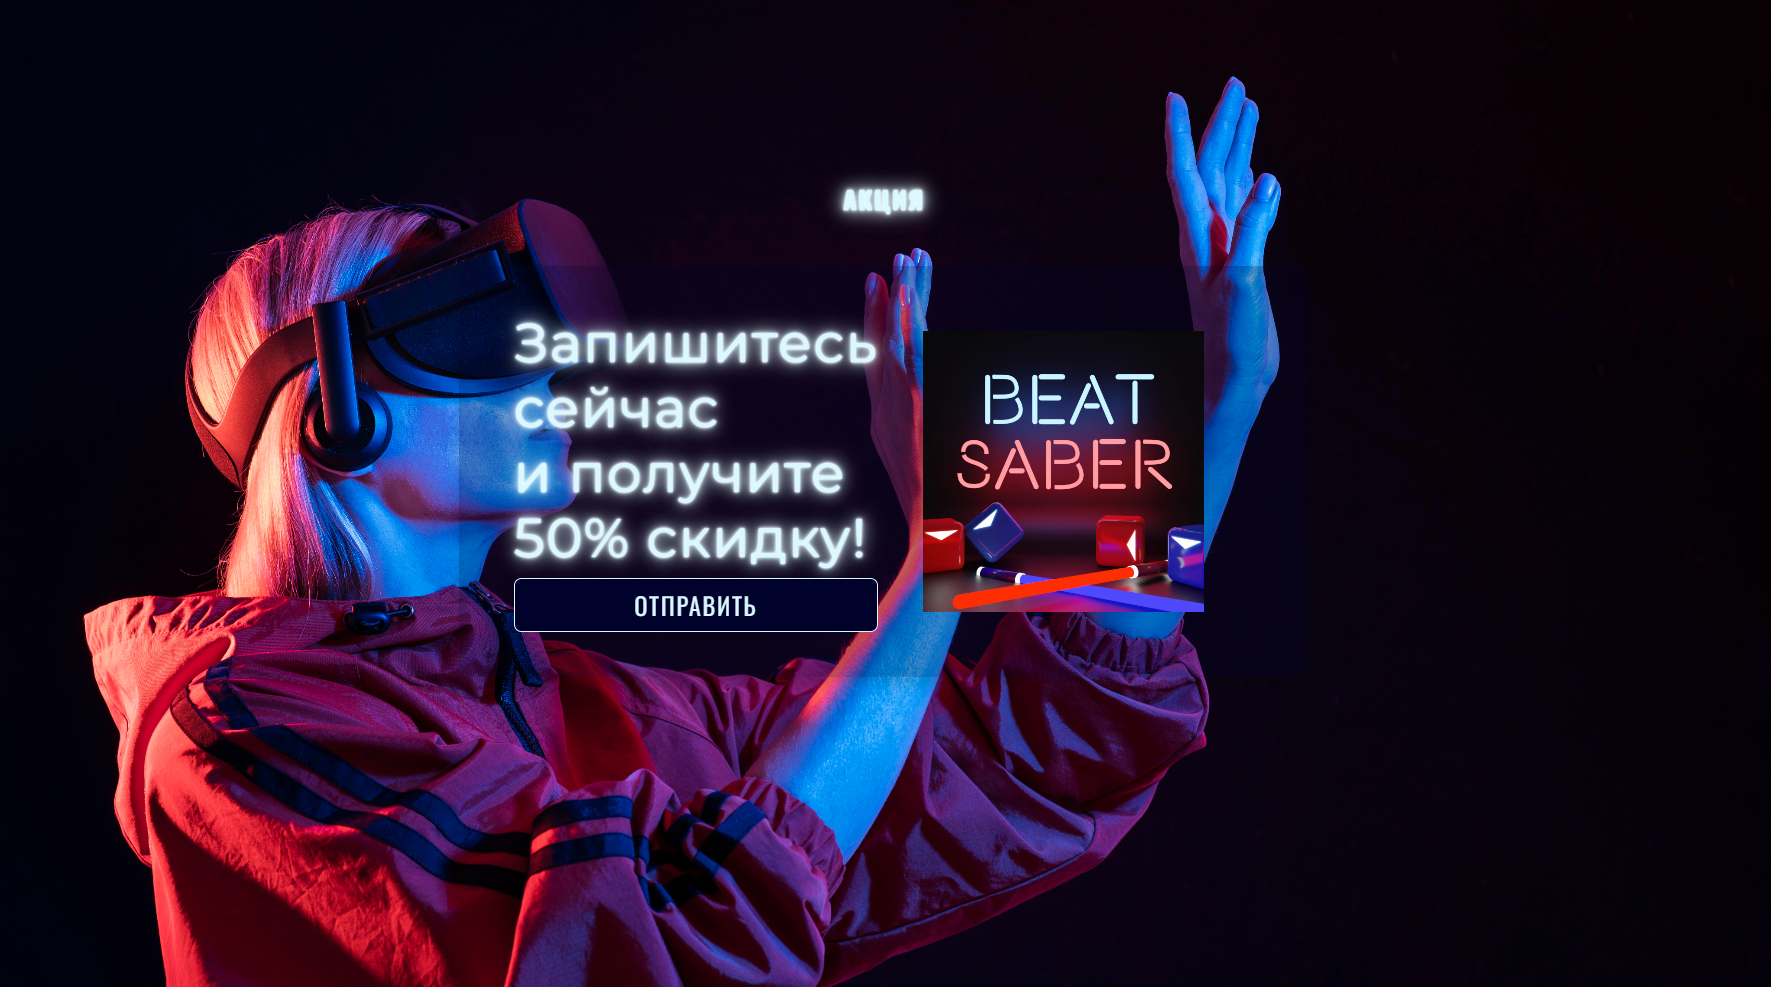 АКЦИЯ
Запишитесь
сейчас
и получите
50% скидку!
ОТПРАВИТЬ
BEAT
SABER